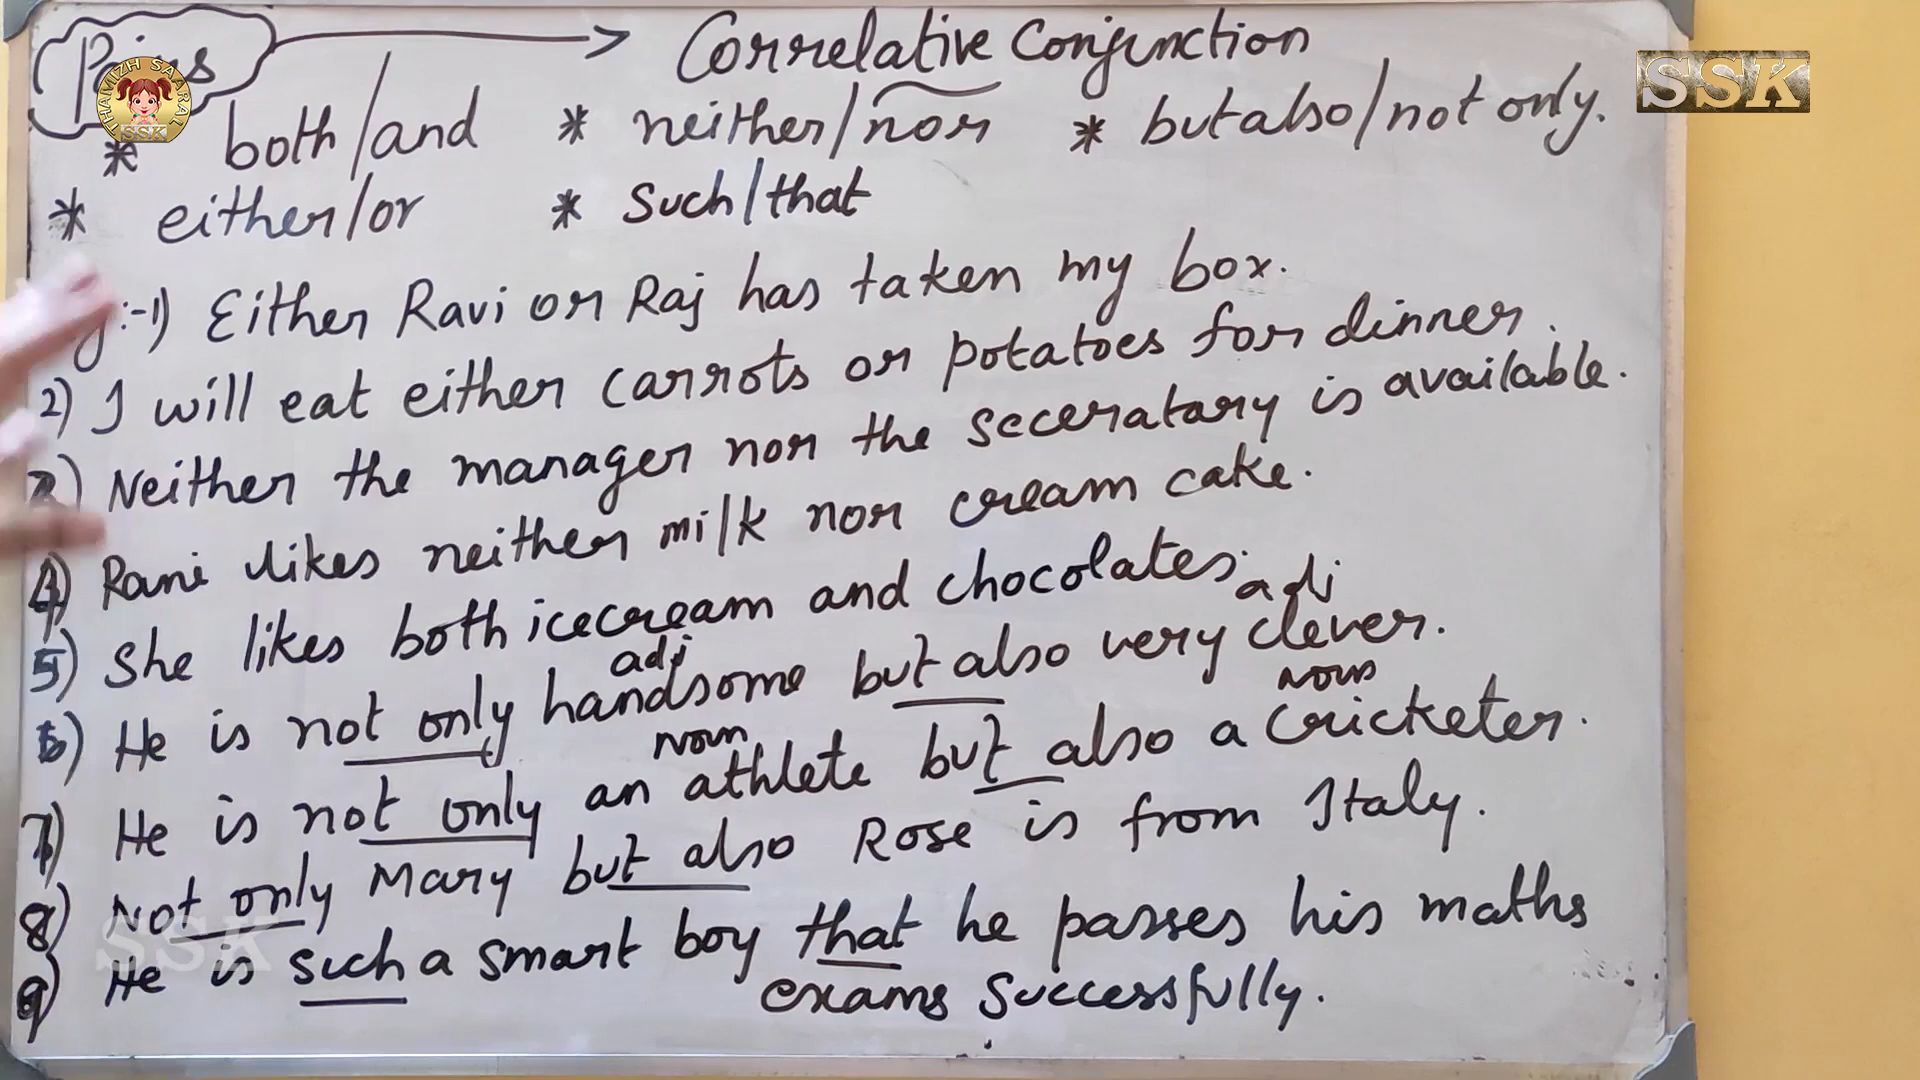 Pairs → Correlative Conjunction
THAMIZH SAARAL SSK
SSK
* both/and * neither/nor * but also/not only.
* either/or * Such/that
g:-1) Either Ravi or Raj has taken my box.
2) I will eat either carrots or potatoes for dinner.
3) Neither the manager nor the seceratary is available.
4) Rani likes neither milk nor cream cake.
5) She likes both icecream and chocolates.
adj adj
6) He is not only handsome but also very clever.
noun noun
7) He is not only an athlete but also a Cricketer.
8) Not only Mary but also Rose is from Italy.
9) He is such a smart boy that he passes his maths
exams Successfully.
SSK